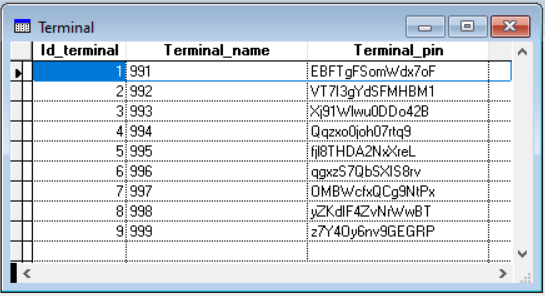 Terminal
Id_terminal Terminal_name Terminal_pin
1 991 EBFTgFSomWdx7oF
2 992 VT7I3gYdSFMHBM1
3 993 Xj91Wlwu0DDo42B
4 994 Qqzxo0joh07rtq9
5 995 fjl8THDA2NxXreL
6 996 qgxzS7QbSXIS8rv
7 997 OMBWcfxQCg9NtPx
8 998 yZKdIF4ZvNrWwBT
9 999 z7Y4Oy6nv9GEGRP